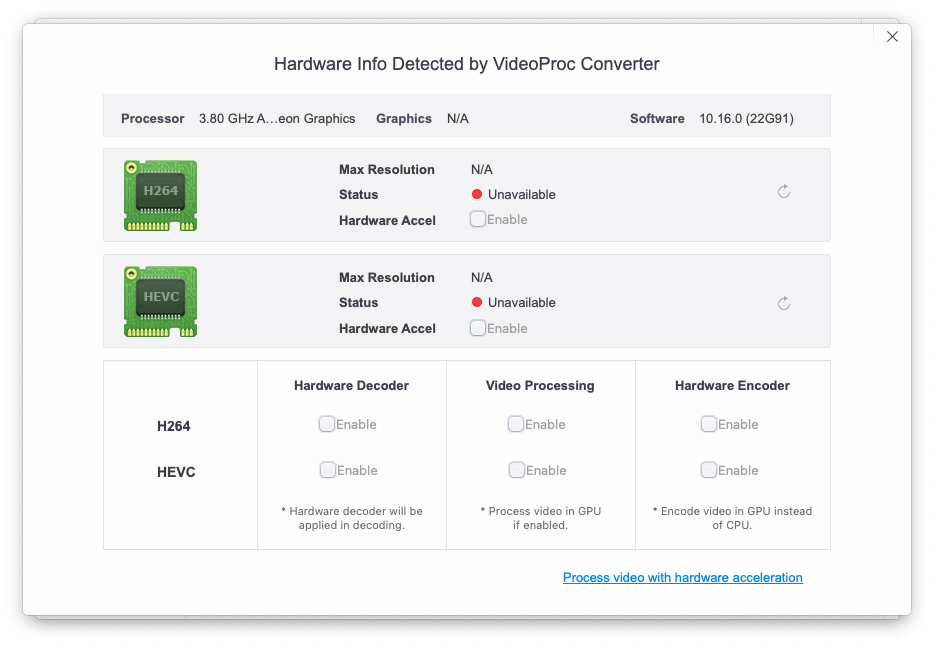 Hardware Info Detected by VideoProc Converter
Processor 3.80 GHz A...eon Graphics Graphics N/A Software 10.16.0 (22G91)
H264
Max Resolution N/A
Status Unavailable
Hardware Accel Enable
HEVC
Max Resolution N/A
Status Unavailable
Hardware Accel Enable
Hardware Decoder Video Processing Hardware Encoder
H264 Enable Enable Enable
HEVC Enable Enable Enable
* Hardware decoder will be applied in decoding.
* Process video in GPU if enabled.
* Encode video in GPU instead of CPU.
Process video with hardware acceleration